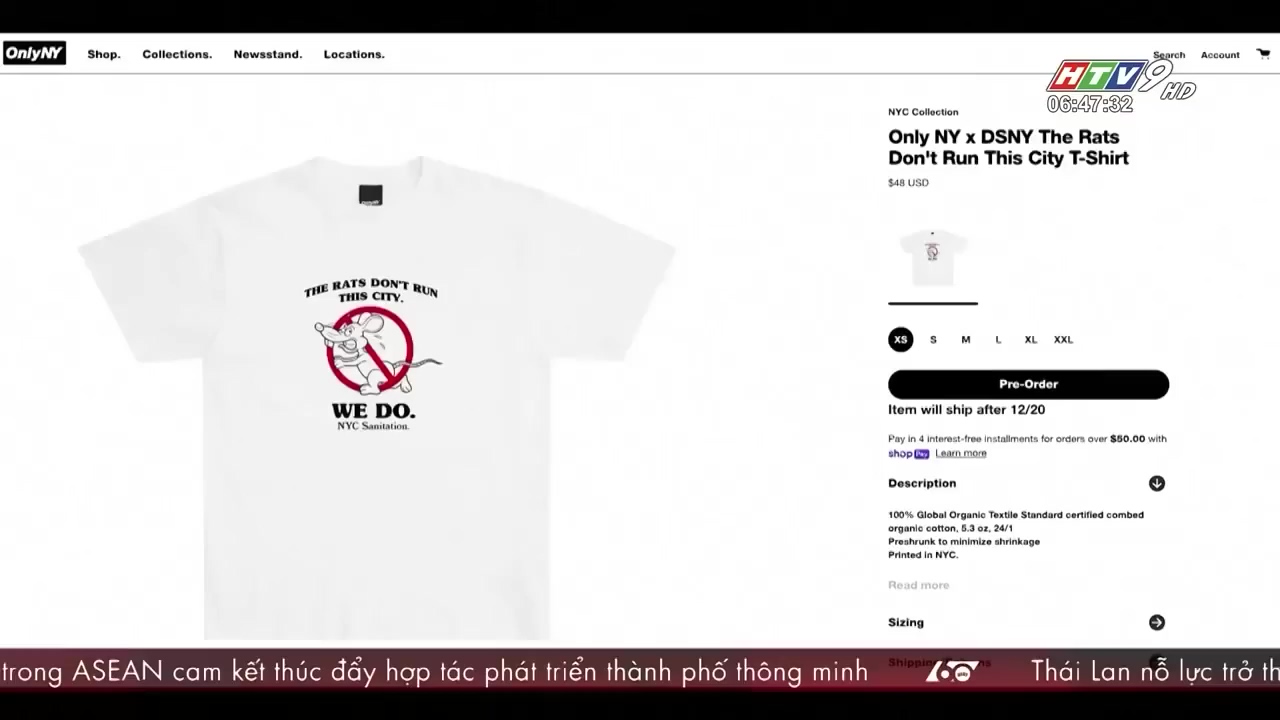 OnlyNY Shop. Collections. Newsstand. Locations. Search Account
HTV9 HD
06:47:32
NYC Collection
Only NY x DSNY The Rats
Don't Run This City T-Shirt
$48 USD
THE RATS DON'T RUN
THIS CITY.
WE DO.
NYC Sanitation.
XS S M L XL XXL
Pre-Order
Item will ship after 12/20
Pay in 4 interest-free installments for orders over $50.00 with
shop Pay Learn more
Description
100% Global Organic Textile Standard certified combed
organic cotton, 5.3 oz, 24/1
Preshrunk to minimize shrinkage
Printed in NYC.
Read more
Sizing
trong ASEAN cam kết thúc đẩy hợp tác phát triển thành phố thông minh 60 Thái Lan nỗ lực trở th